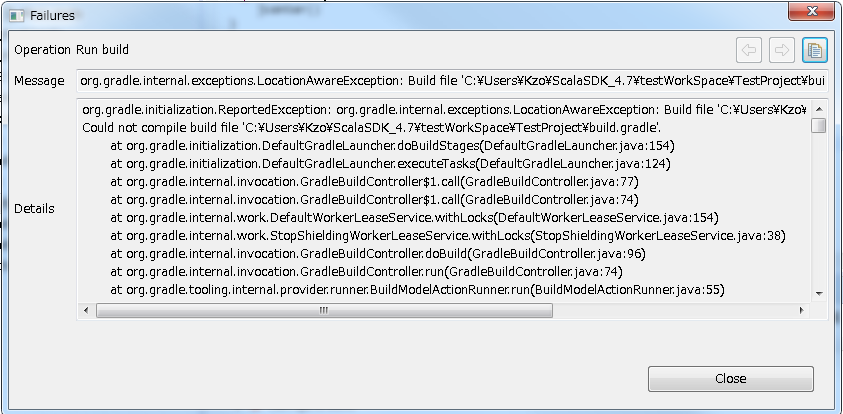 Failures
jcenter()
Operation Run build
Message org.gradle.internal.exceptions.LocationAwareException: Build file 'C:¥Users¥Kzo¥ScalaSDK_4.7¥testWorkSpace¥TestProject¥bui
org.gradle.initialization.ReportedException: org.gradle.internal.exceptions.LocationAwareException: Build file 'C:¥Users¥Kzo¥
Could not compile build file 'C:¥Users¥Kzo¥ScalaSDK_4.7¥testWorkSpace¥TestProject¥build.gradle'.
at org.gradle.initialization.DefaultGradleLauncher.doBuildStages(DefaultGradleLauncher.java:154)
at org.gradle.initialization.DefaultGradleLauncher.executeTasks(DefaultGradleLauncher.java:124)
at org.gradle.internal.invocation.GradleBuildController$1.call(GradleBuildController.java:77)
at org.gradle.internal.invocation.GradleBuildController$1.call(GradleBuildController.java:74)
Details at org.gradle.internal.work.DefaultWorkerLeaseService.withLocks(DefaultWorkerLeaseService.java:154)
at org.gradle.internal.work.StopShieldingWorkerLeaseService.withLocks(StopShieldingWorkerLeaseService.java:38)
at org.gradle.internal.invocation.GradleBuildController.doBuild(GradleBuildController.java:96)
at org.gradle.internal.invocation.GradleBuildController.run(GradleBuildController.java:74)
at org.gradle.tooling.internal.provider.runner.BuildModelActionRunner.run(BuildModelActionRunner.java:55)
Close